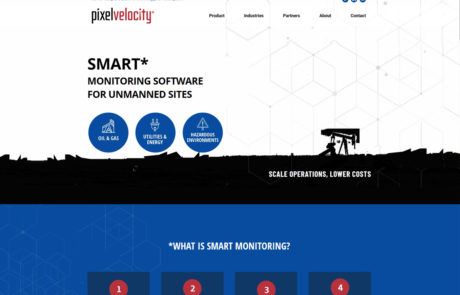 pixelvelocity
Product Industries Partners About Contact
SMART*
MONITORING SOFTWARE
FOR UNMANNED SITES
OIL & GAS
UTILITIES &
ENERGY
HAZARDOUS
ENVIRONMENTS
SCALE OPERATIONS, LOWER COSTS
*WHAT IS SMART MONITORING?
1 2 3 4